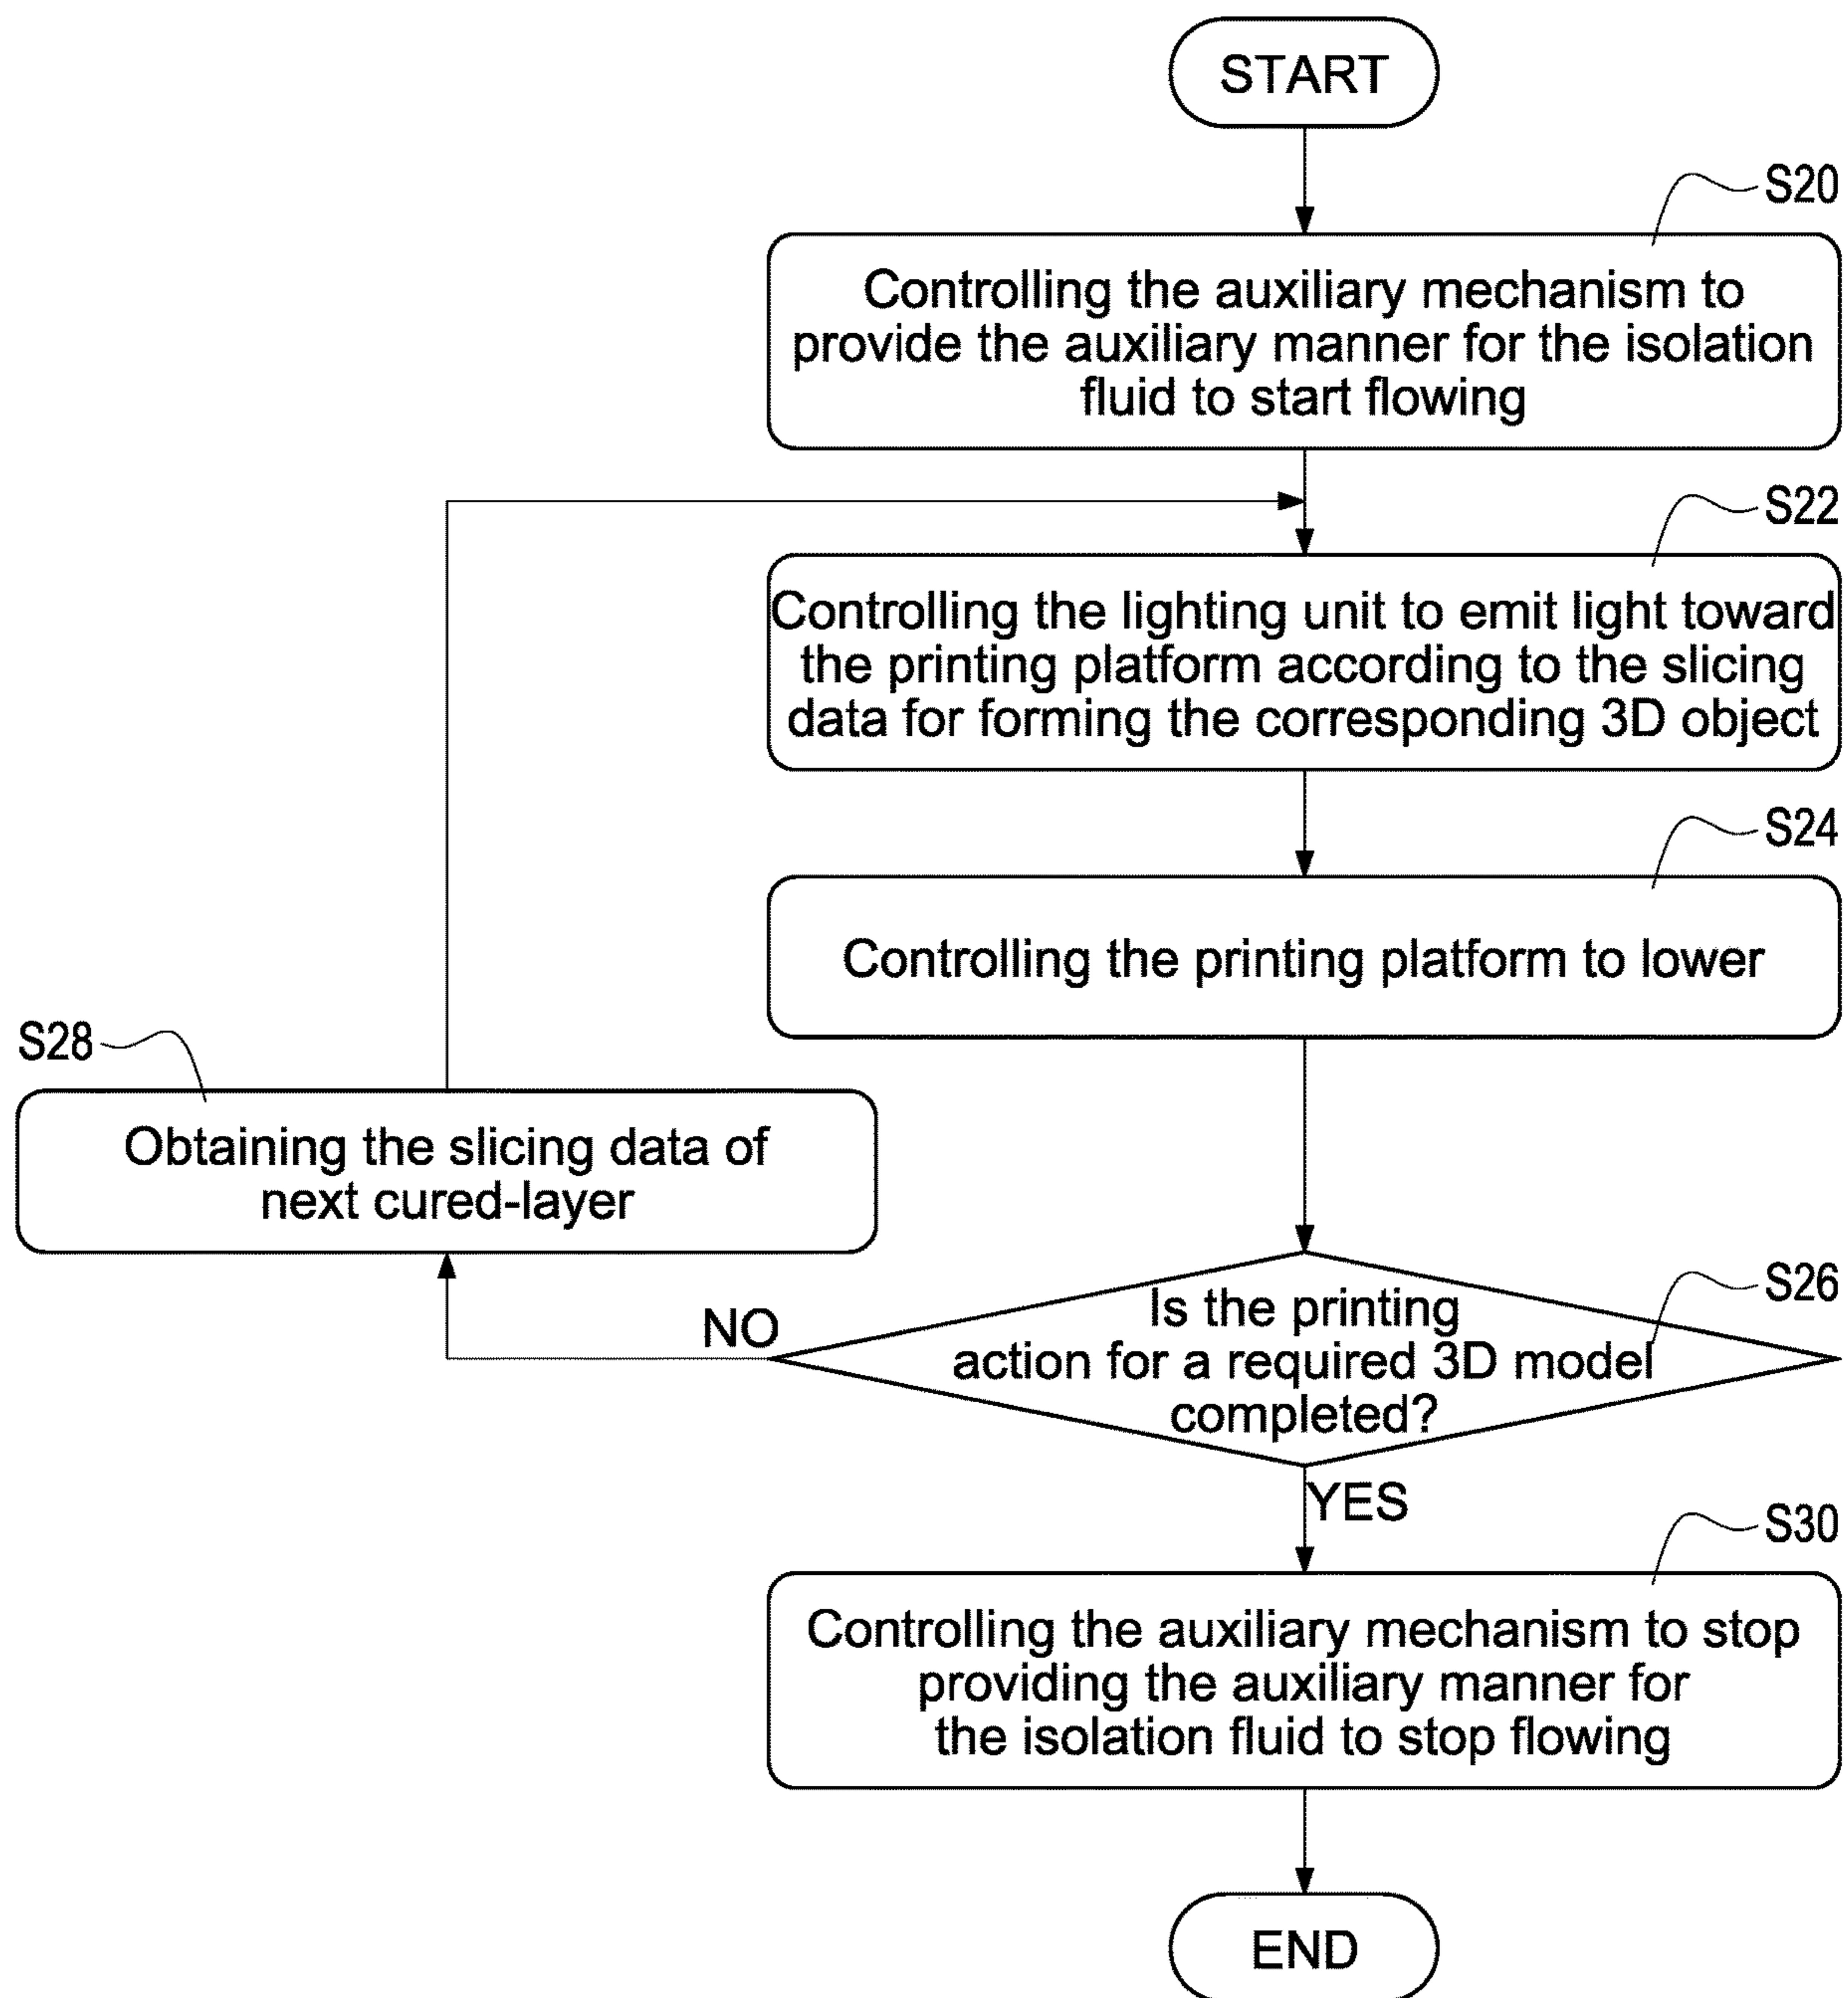 START
S20
Controlling the auxiliary mechanism to
provide the auxiliary manner for the isolation
fluid to start flowing
S22
Controlling the lighting unit to emit light toward
the printing platform according to the slicing
data for forming the corresponding 3D object
S24
Controlling the printing platform to lower
S28
Obtaining the slicing data of
next cured-layer
S26
Is the printing
action for a required 3D model
completed?
NO
YES
S30
Controlling the auxiliary mechanism to stop
providing the auxiliary manner for
the isolation fluid to stop flowing
END